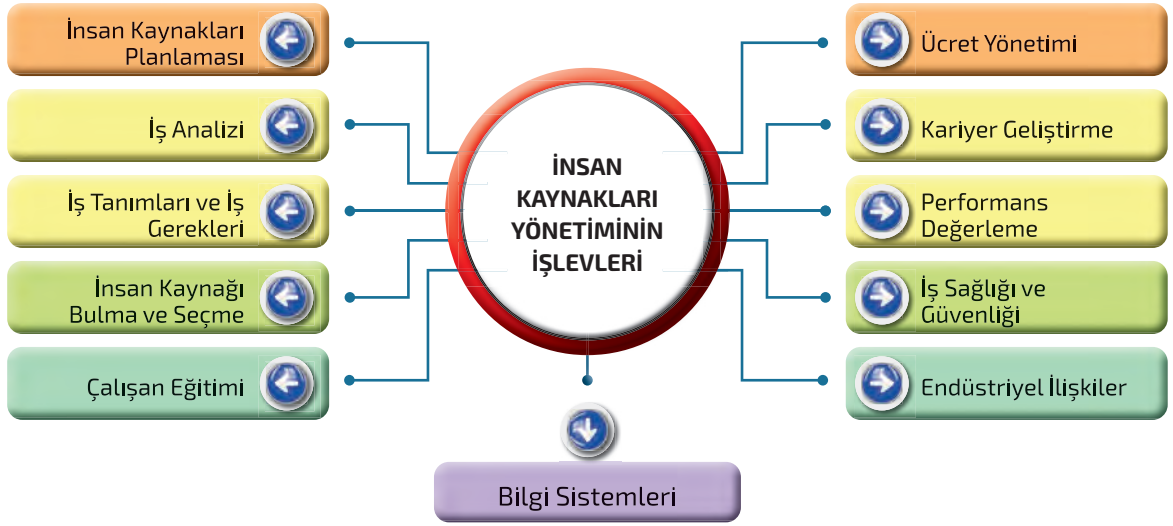 İnsan Kaynakları
Planlaması
İş Analizi
İş Tanımları ve İş
Gerekleri
İnsan Kaynağı
Bulma ve Seçme
Çalışan Eğitimi
İNSAN
KAYNAKLARI
YÖNETİMİNİN
İŞLEVLERİ
Ücret Yönetimi
Kariyer Geliştirme
Performans
Değerleme
İş Sağlığı ve
Güvenliği
Endüstriyel İlişkiler
Bilgi Sistemleri